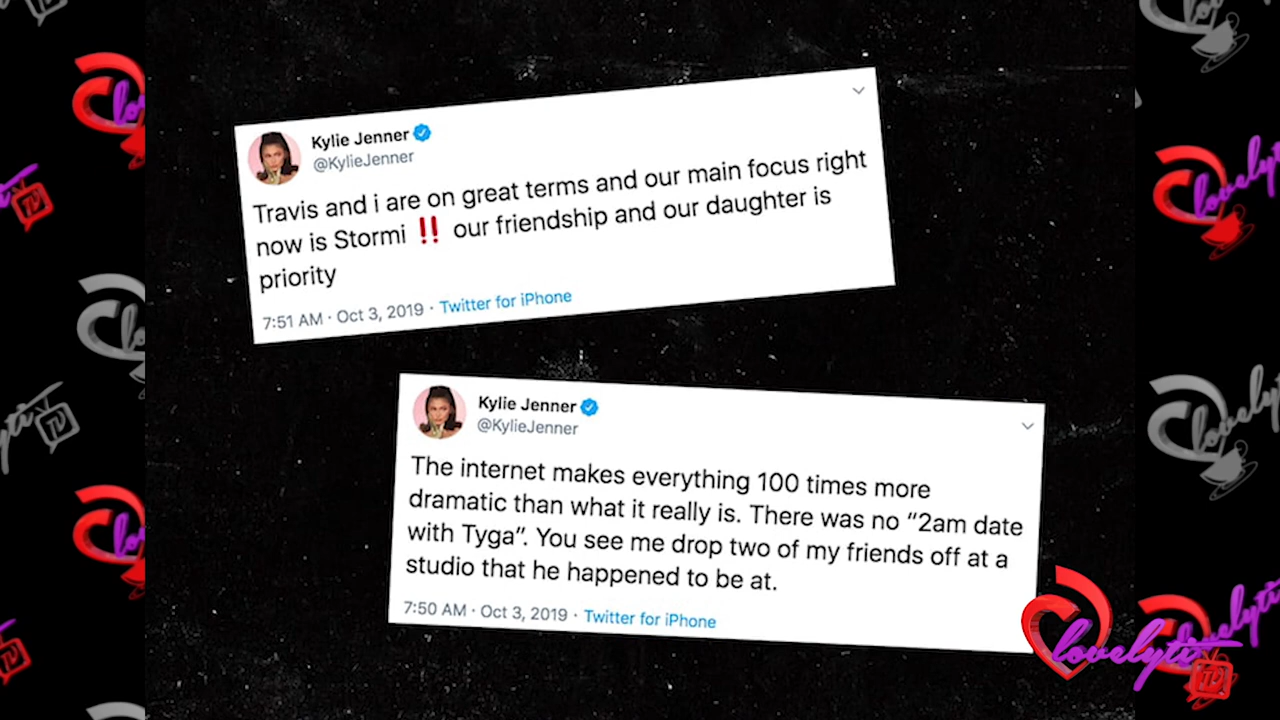 Kylie Jenner
@KylieJenner
Travis and i are on great terms and our main focus right
now is Stormi ‼️ our friendship and our daughter is
priority
7:51 AM · Oct 3, 2019 · Twitter for iPhone
Kylie Jenner
@KylieJenner
The internet makes everything 100 times more
dramatic than what it really is. There was no “2am date
with Tyga”. You see me drop two of my friends off at a
studio that he happened to be at.
7:50 AM · Oct 3, 2019 · Twitter for iPhone
lovelyti
TV